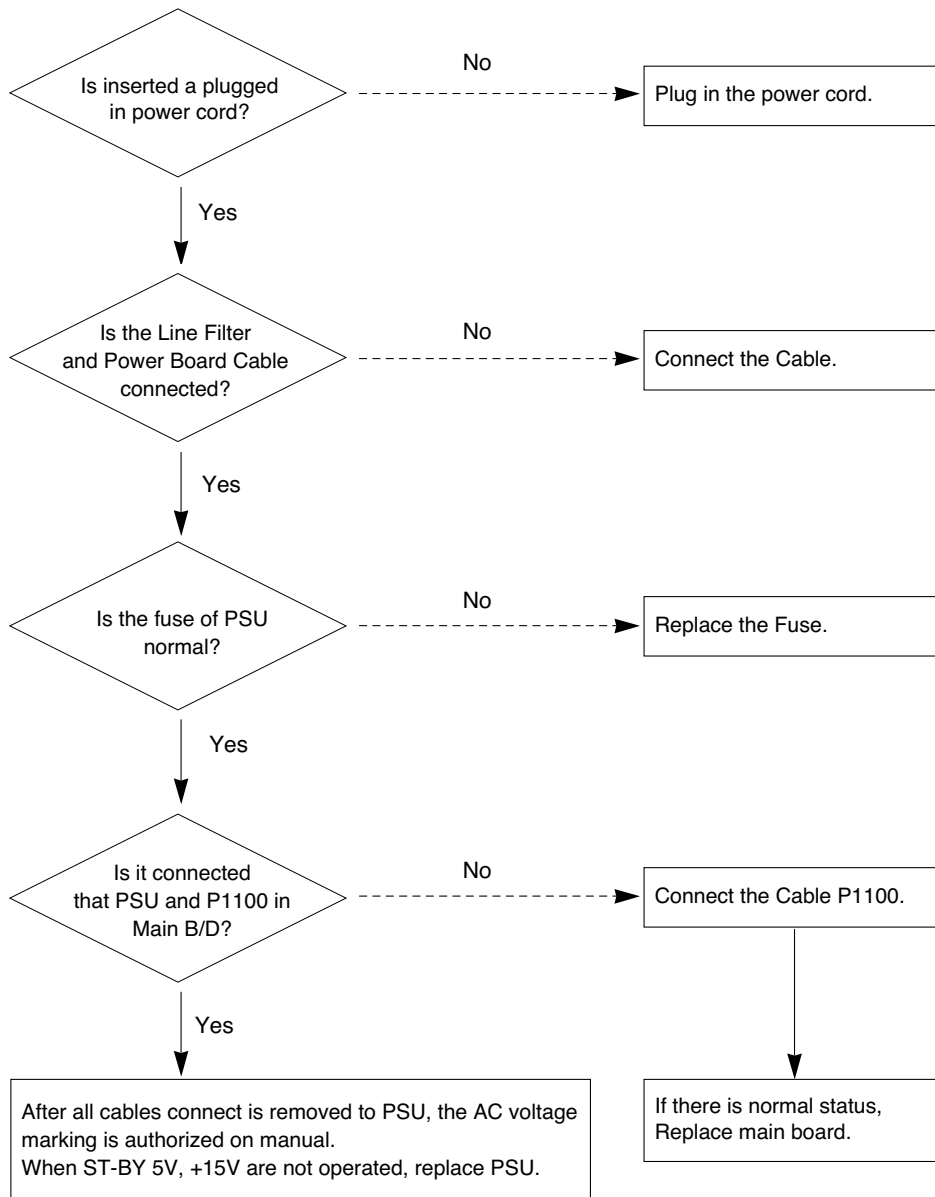 Is inserted a plugged
in power cord?
No
Plug in the power cord.
Yes
Is the Line Filter
and Power Board Cable
connected?
No
Connect the Cable.
Yes
Is the fuse of PSU
normal?
No
Replace the Fuse.
Yes
Is it connected
that PSU and P1100 in
Main B/D?
No
Connect the Cable P1100.
Yes
After all cables connect is removed to PSU, the AC voltage
marking is authorized on manual.
When ST-BY 5V, +15V are not operated, replace PSU.
If there is normal status,
Replace main board.